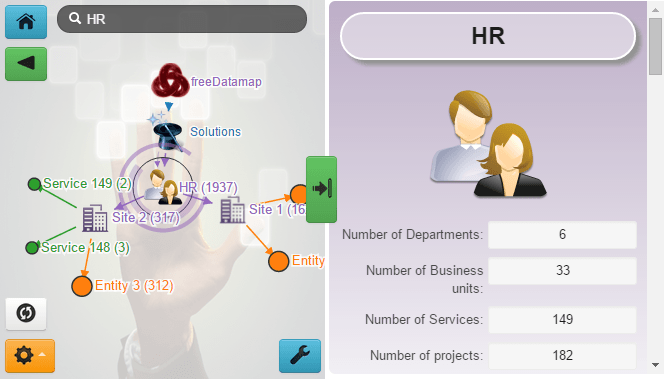 HR
freeDatamap
Solutions
HR (1937)
Service 149 (2)
Site 2 (317)
Site 1 (16
Service 148 (3)
Entity
Entity 3 (312)
HR
Number of Departments: 6
Number of Business 33
units:
Number of Services: 149
Number of projects: 182